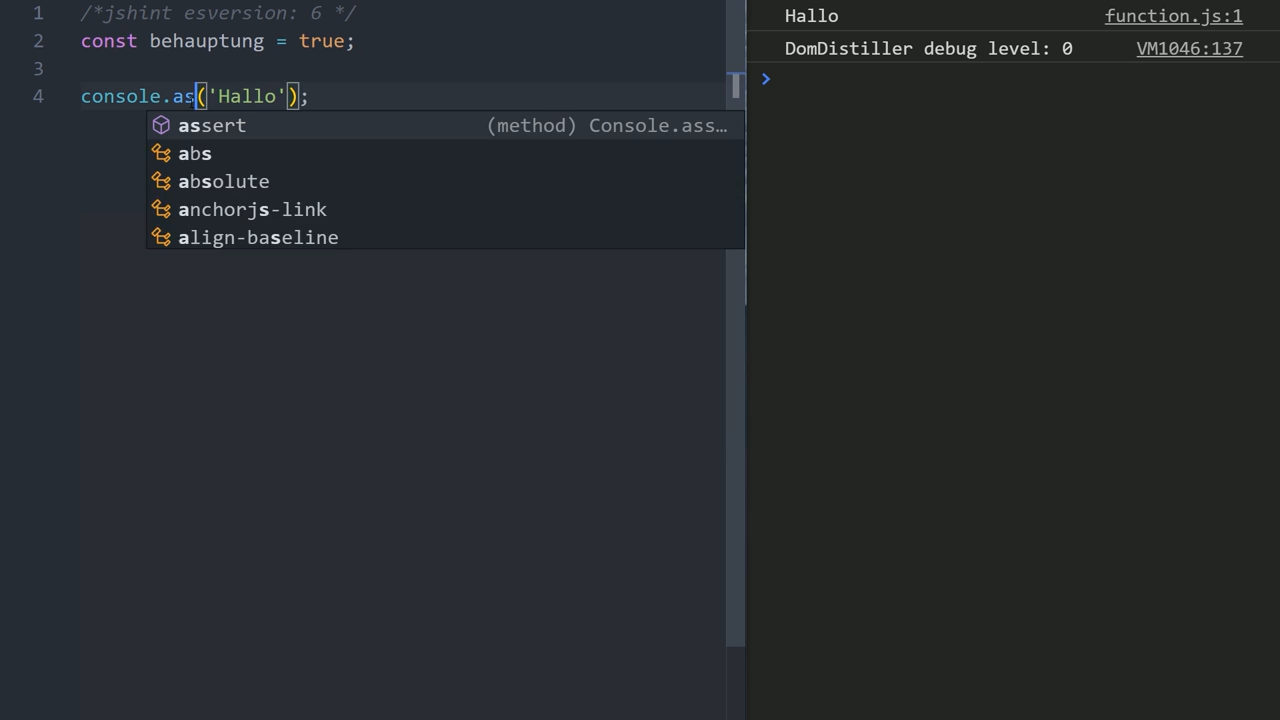 1 /*jshint esversion: 6 */
2 const behauptung = true;
3
4 console.as('Hallo');
assert (method) Console.ass…
abs
absolute
anchorjs-link
align-baseline
Hallo function.js:1
DomDistiller debug level: 0 VM1046:137
>